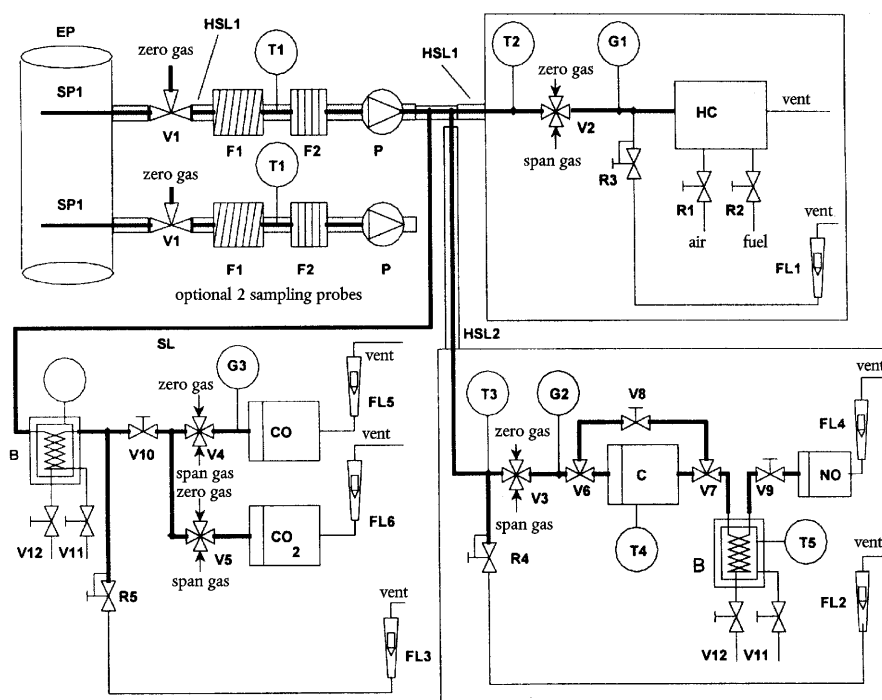 EP
HSL1
zero gas
T1
SP1
V1
F1
F2
P
zero gas
T1
SP1
V1
F1
F2
P
optional 2 sampling probes
HSL1
T2
G1
zero gas
V2
span gas
HC
vent
R3
R1
R2
air
fuel
vent
FL1
HSL2
SL
zero gas
G3
vent
FL5
CO
B
V10
V4
span gas
zero gas
vent
FL6
CO2
V5
span gas
V12
V11
R5
vent
FL3
T3
G2
V8
vent
FL4
zero gas
V3
span gas
V6
C
V7
V9
NO
T4
R4
B
T5
vent
FL2
V12
V11